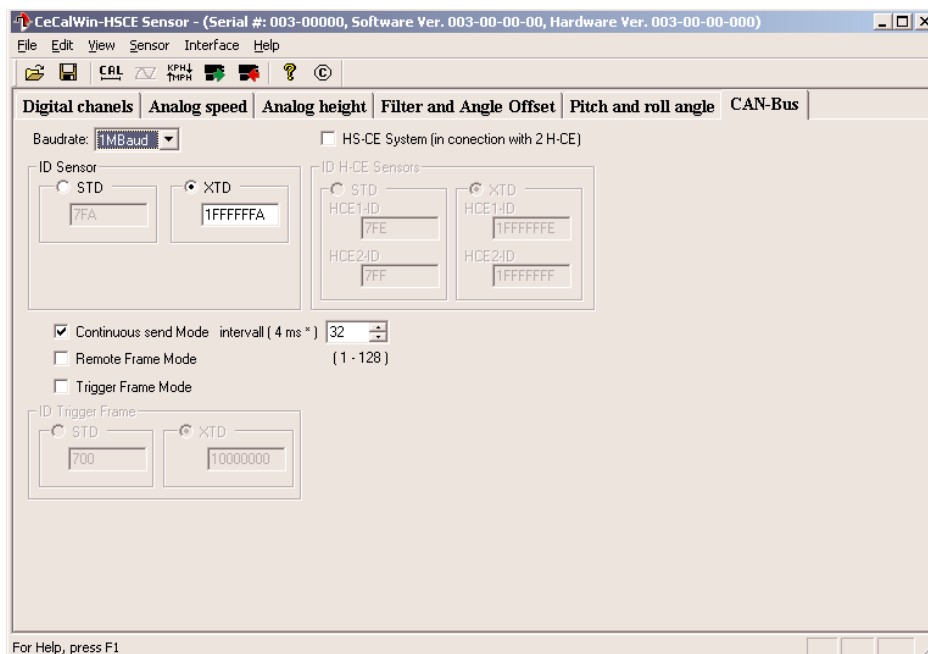 CeCalWin-HSCE Sensor - (Serial #: 003-00000, Software Ver. 003-00-00-00, Hardware Ver. 003-00-00-000)
File Edit View Sensor Interface Help
CAL KPH MPH ? ©
Digital chanels Analog speed Analog height Filter and Angle Offset Pitch and roll angle CAN-Bus
Baudrate: 1MBaud HS-CE System (in conection with 2 H-CE)
ID Sensor ID H-CE Sensors
STD XTD STD XTD
HCE1-ID HCE1-ID
7FA 1FFFFFFA 7FE 1FFFFFFE
HCE2-ID HCE2-ID
7FF 1FFFFFFF
Continuous send Mode intervall ( 4 ms * ) 32
Remote Frame Mode ( 1 - 128 )
Trigger Frame Mode
ID Trigger Frame
STD XTD
700 10000000
For Help, press F1